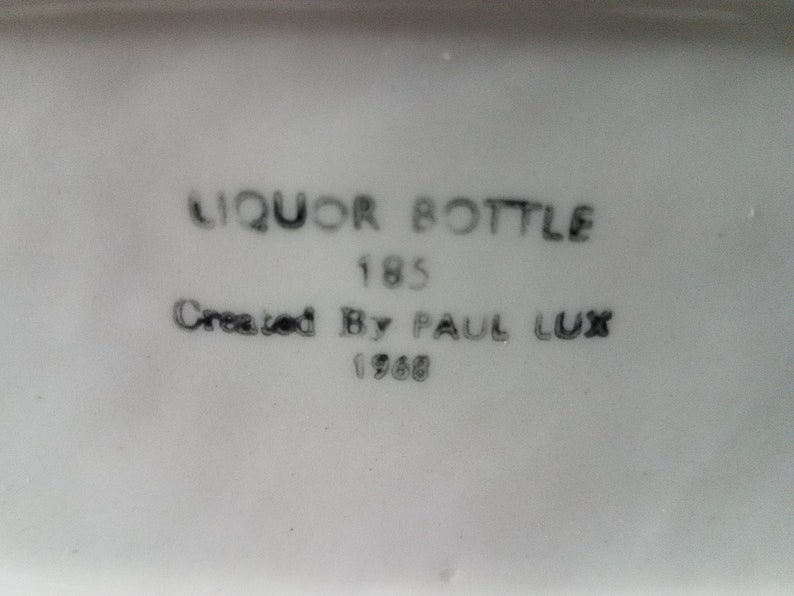 LIQUOR BOTTLE
185
Created By PAUL LUX
1968